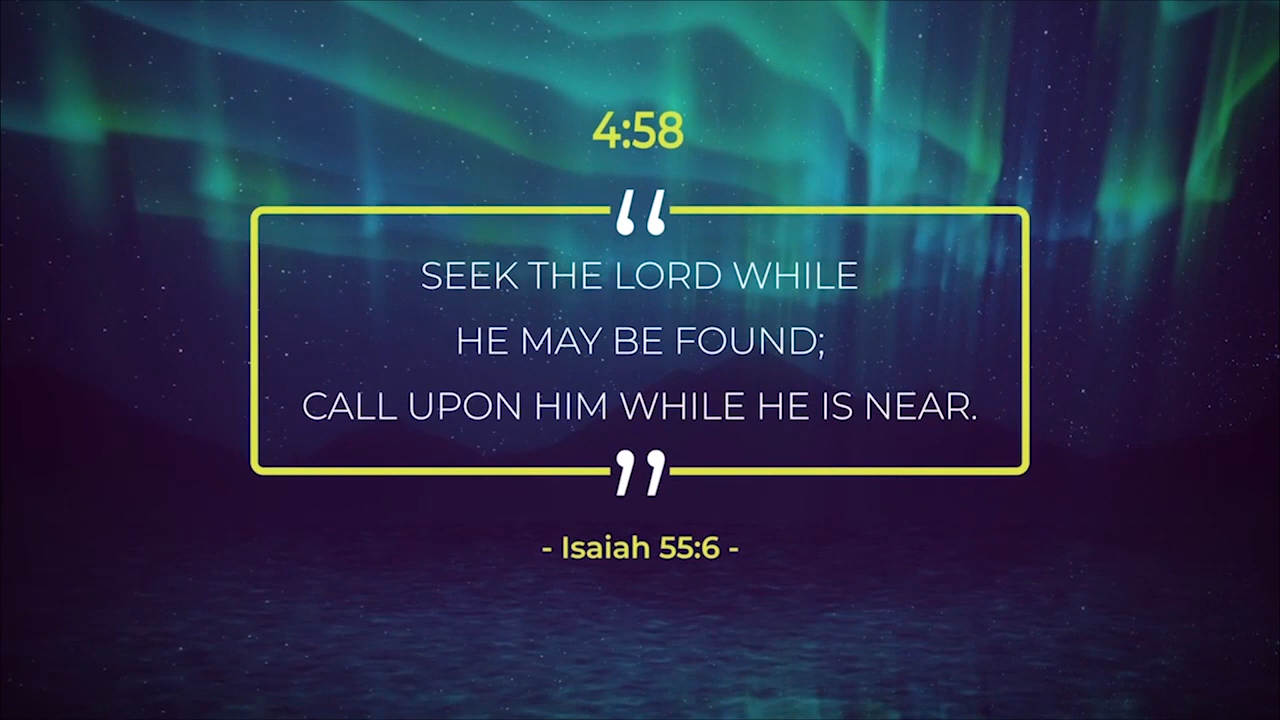 4:58
“
SEEK THE LORD WHILE
HE MAY BE FOUND;
CALL UPON HIM WHILE HE IS NEAR.
”
- Isaiah 55:6 -